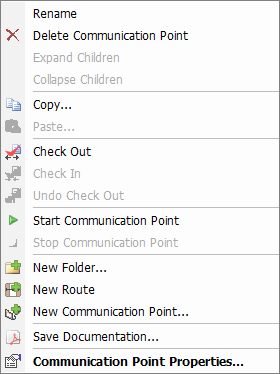 Rename
Delete Communication Point
Expand Children
Collapse Children
Copy...
Paste...
Check Out
Check In
Undo Check Out
Start Communication Point
Stop Communication Point
New Folder...
New Route
New Communication Point...
Save Documentation...
Communication Point Properties...